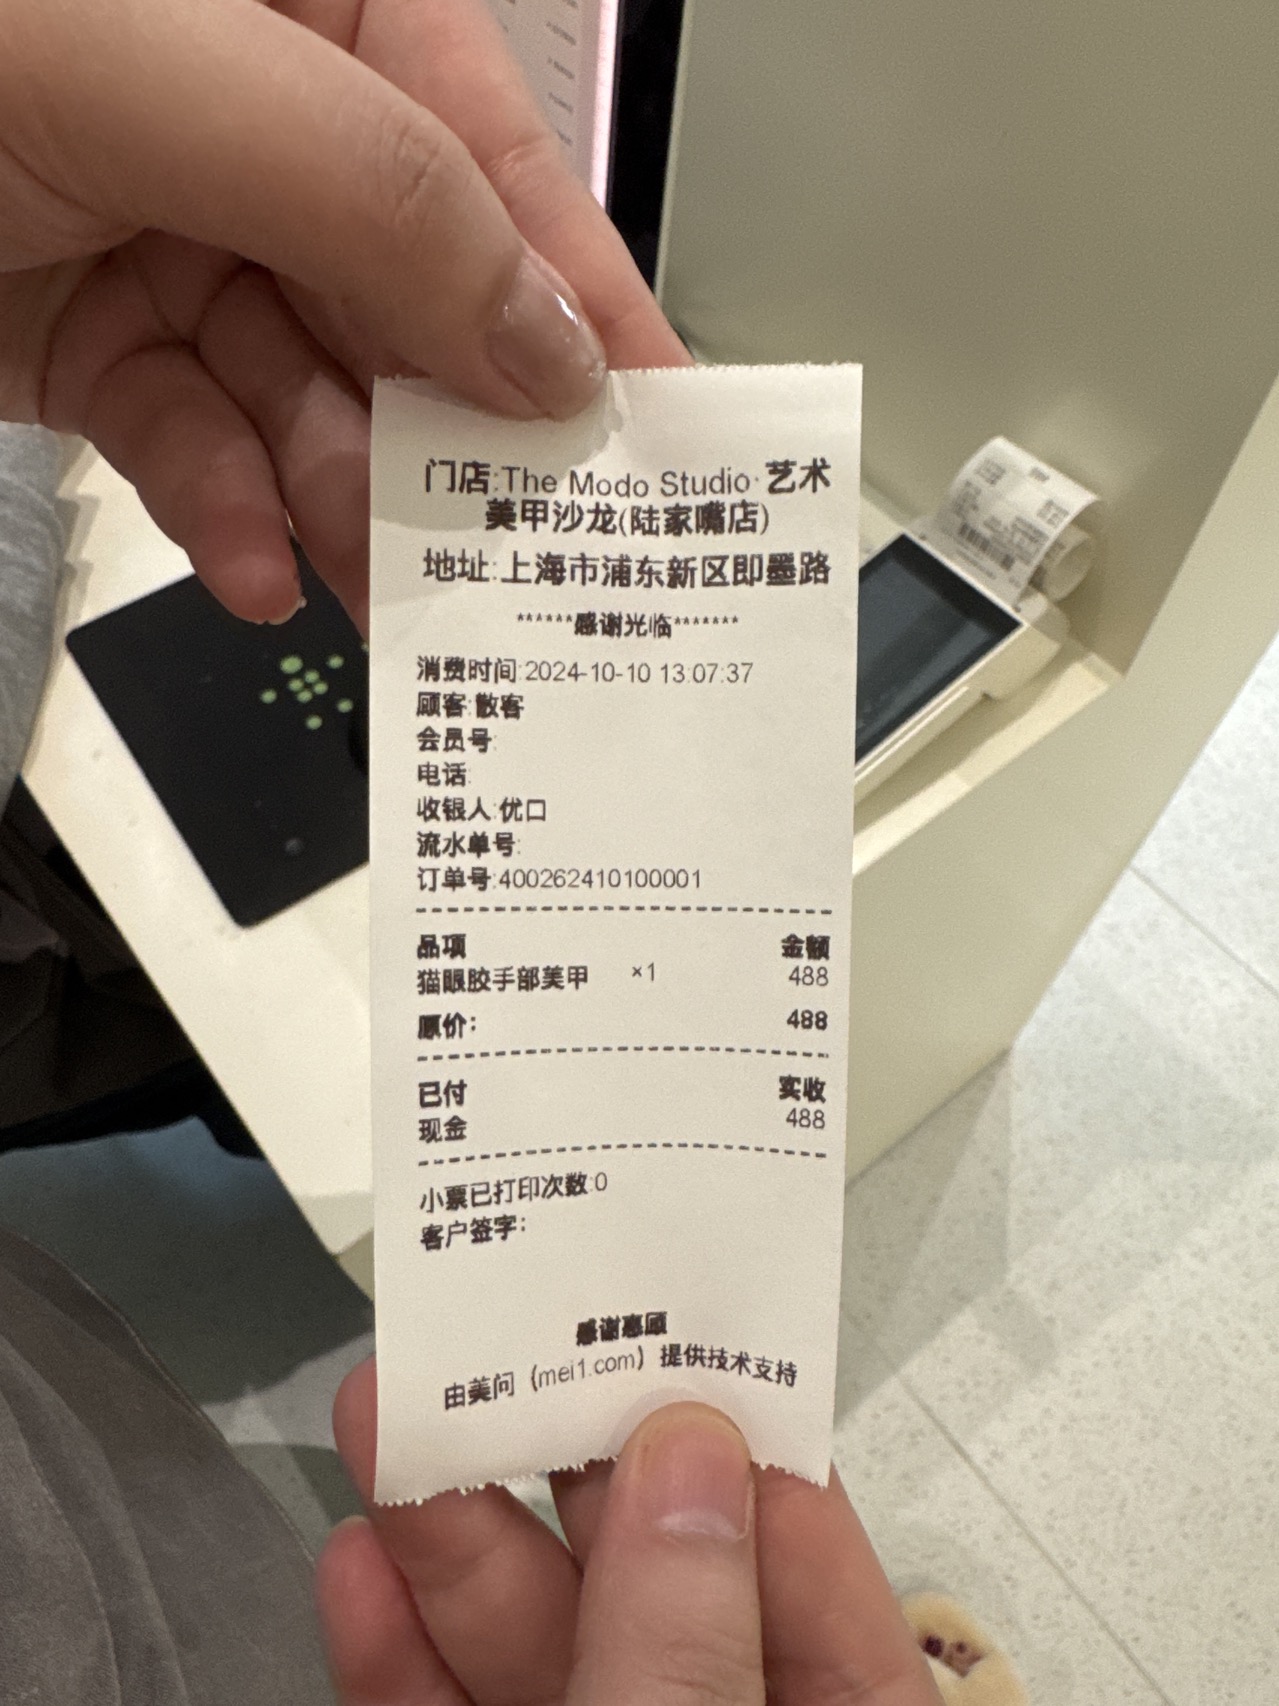 门店:The Modo Studio·艺术
美甲沙龙(陆家嘴店)
地址:上海市浦东新区即墨路
******感谢光临*******
消费时间:2024-10-10 13:07:37
顾客:散客
会员号:
电话:
收银人:优口
流水单号:
订单号:400262410100001
品项 金额
猫眼胶手部美甲 ×1 488
原价: 488
已付 实收
现金 488
小票已打印次数:0
客户签字:
感谢惠顾
由美问（mei1.com）提供技术支持